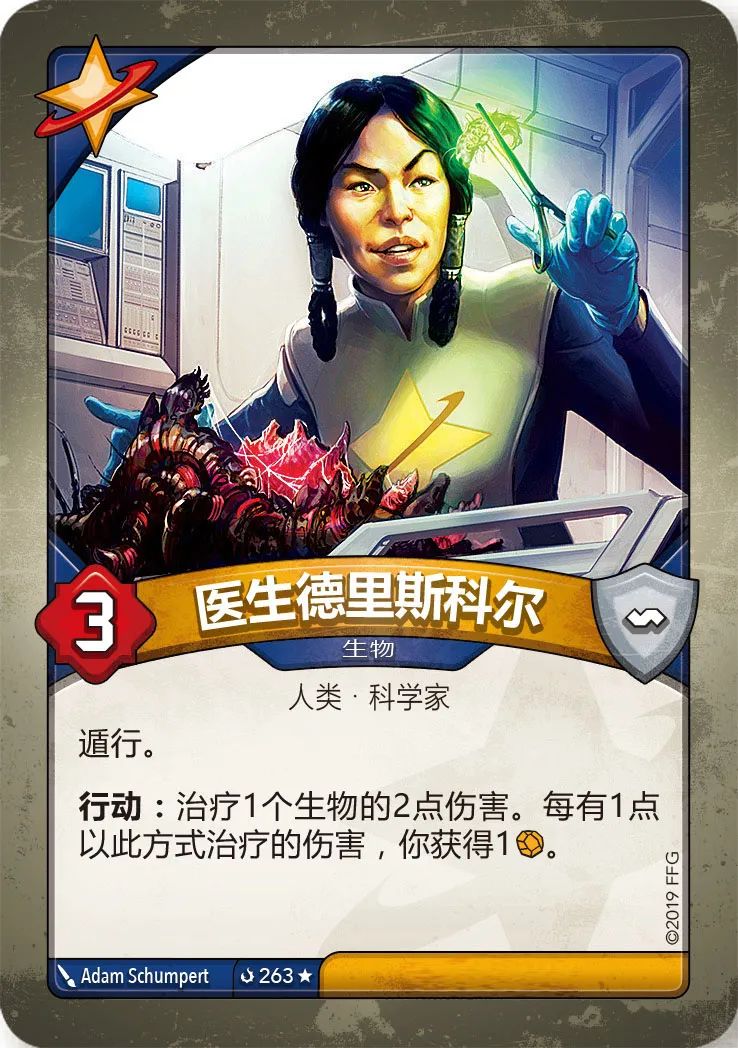 3
医生德里斯科尔
生物
人类 · 科学家
遁行。
行动：治疗1个生物的2点伤害。每有1点
以此方式治疗的伤害，你获得1。
©2019 FFG
Adam Schumpert
263